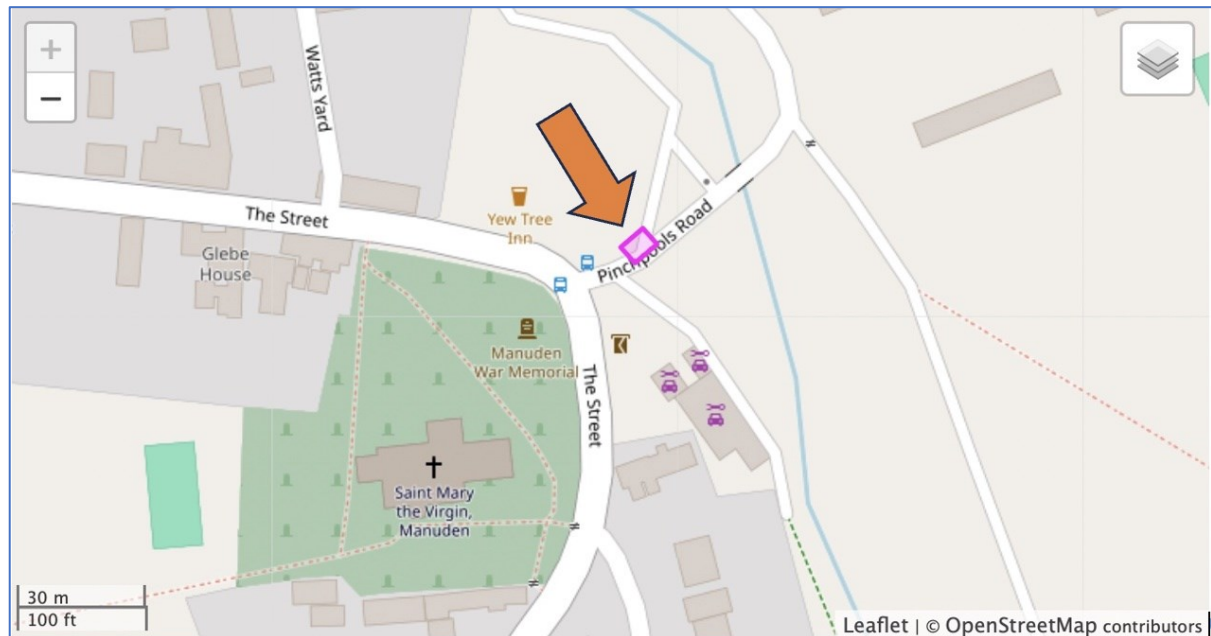 +
−
Watts Yard
The Street
Yew Tree
Inn
Pinchpools Road
Glebe
House
Manuden
War Memorial
The Street
Saint Mary
the Virgin,
Manuden
30 m
100 ft
Leaflet | © OpenStreetMap contributors